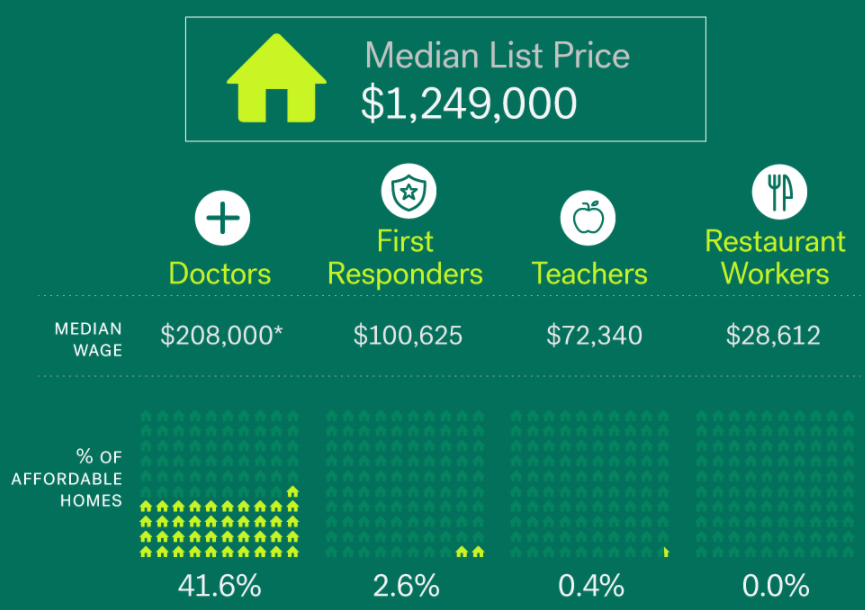 Median List Price
$1,249,000
Doctors
First
Responders
Teachers
Restaurant
Workers
MEDIAN
WAGE
$208,000*
$100,625
$72,340
$28,612
% OF
AFFORDABLE
HOMES
41.6%
2.6%
0.4%
0.0%